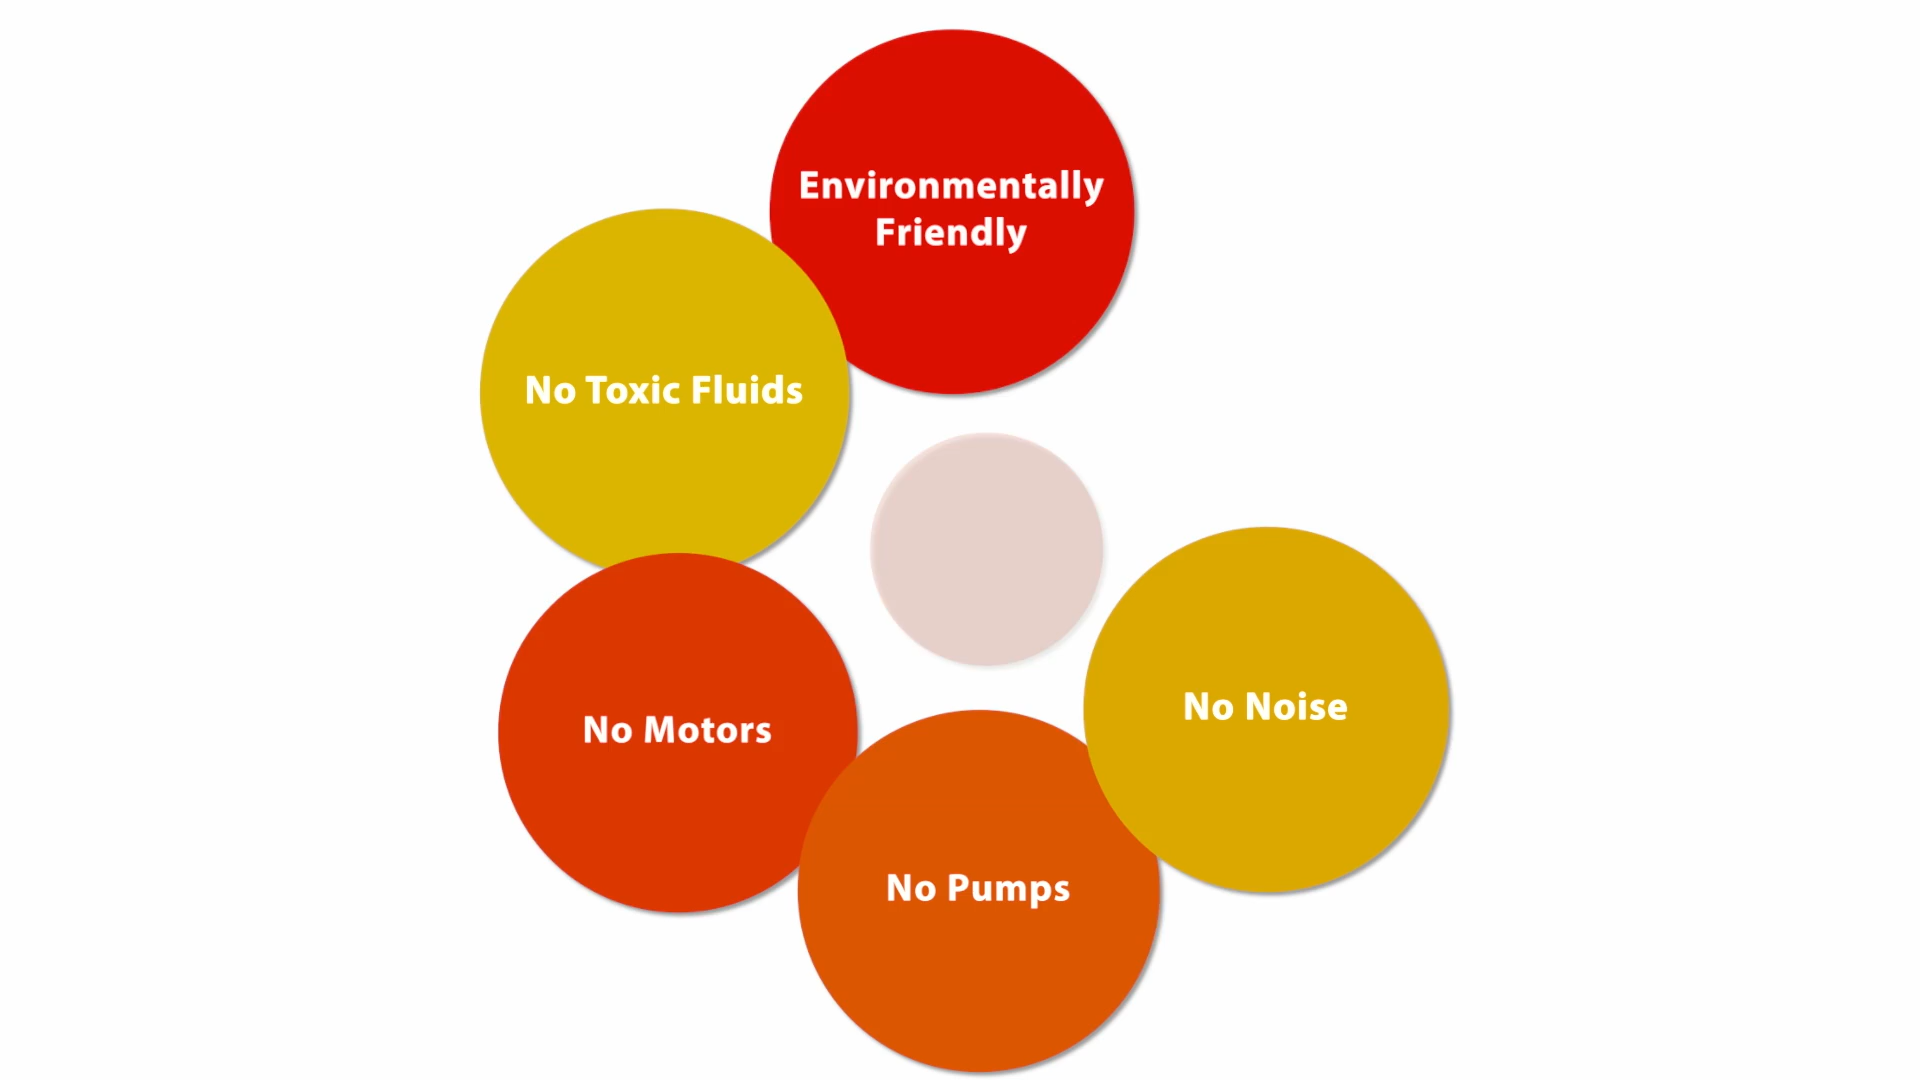 Environmentally
Friendly
No Toxic Fluids
No Motors
No Noise
No Pumps